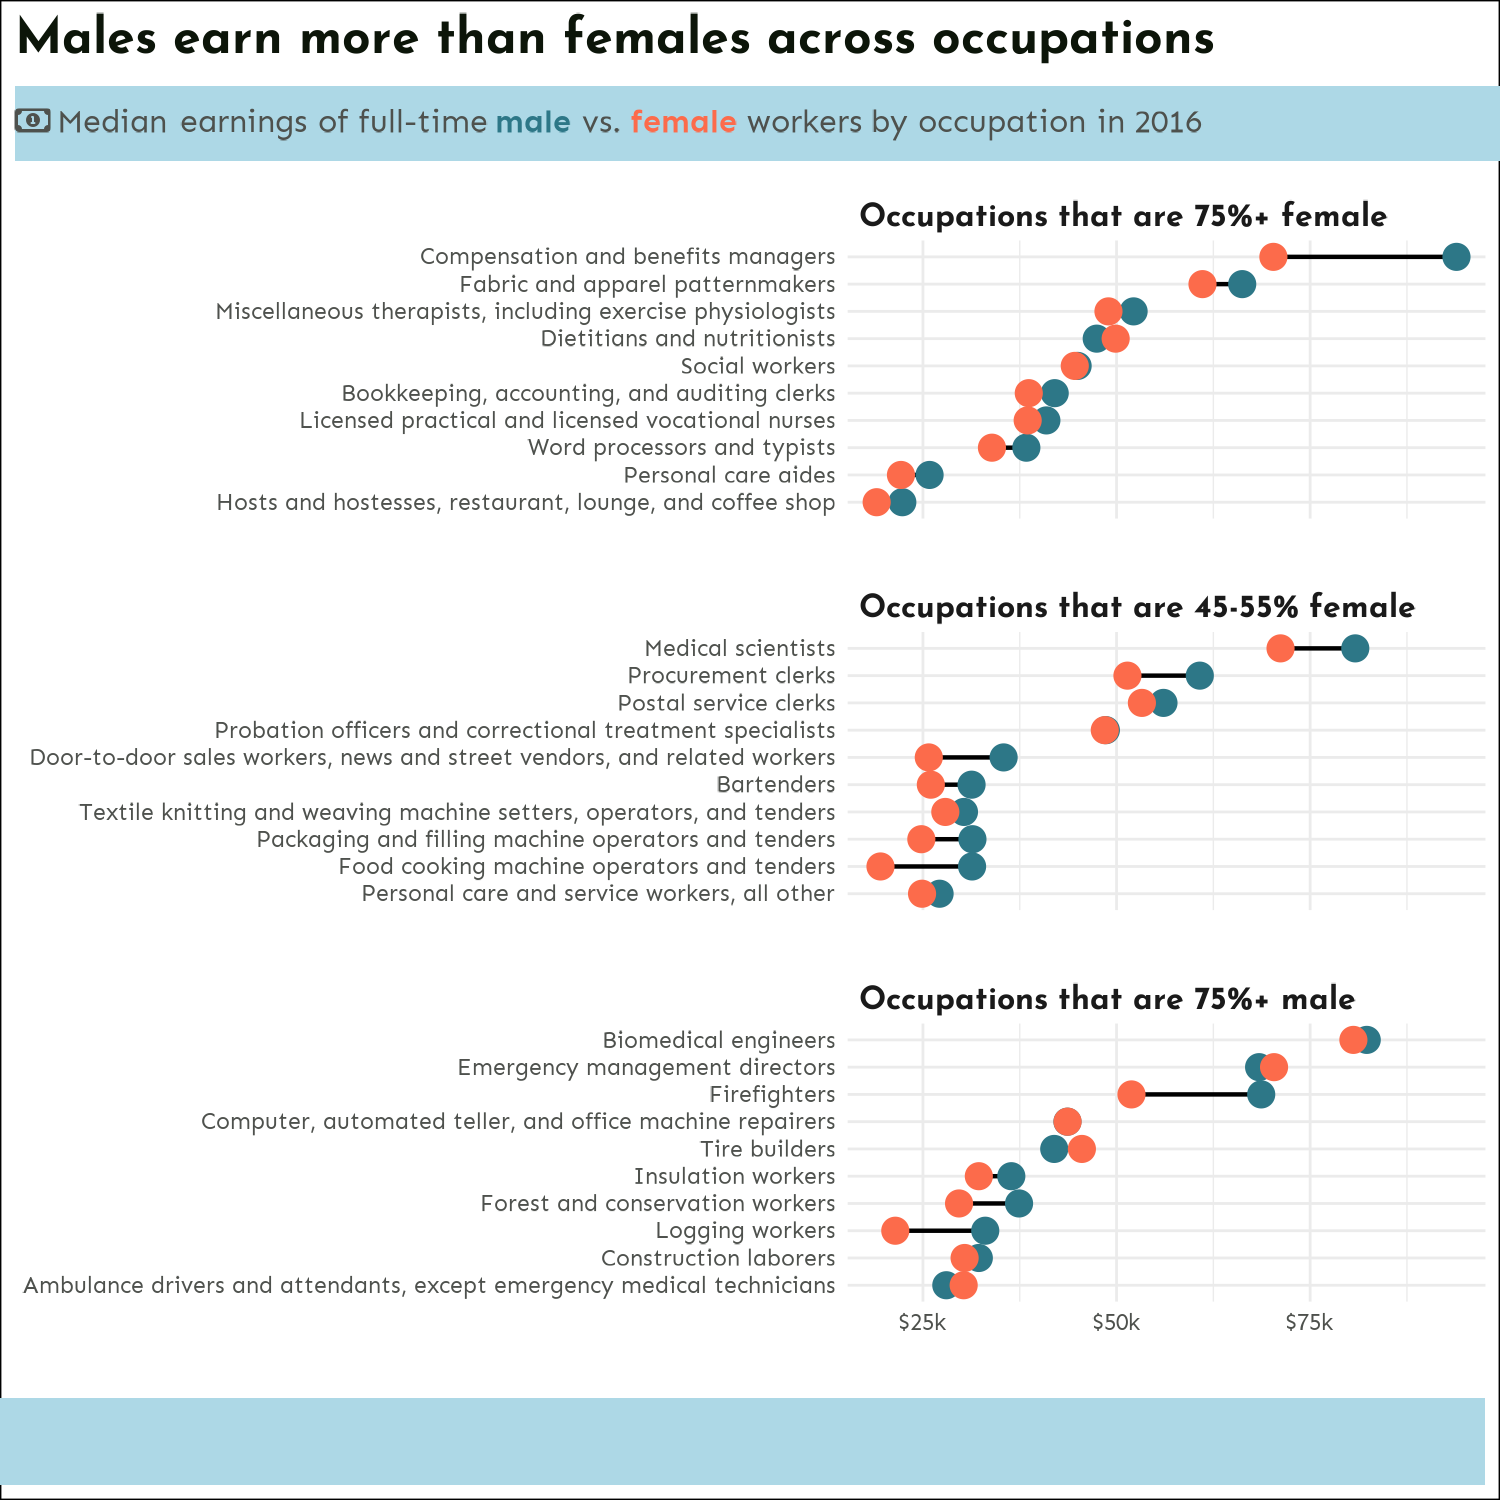 Males earn more than females across occupations
Median earnings of full-time male vs. female workers by occupation in 2016
Occupations that are 75%+ female
Compensation and benefits managers
Fabric and apparel patternmakers
Miscellaneous therapists, including exercise physiologists
Dietitians and nutritionists
Social workers
Bookkeeping, accounting, and auditing clerks
Licensed practical and licensed vocational nurses
Word processors and typists
Personal care aides
Hosts and hostesses, restaurant, lounge, and coffee shop
Occupations that are 45-55% female
Medical scientists
Procurement clerks
Postal service clerks
Probation officers and correctional treatment specialists
Door-to-door sales workers, news and street vendors, and related workers
Bartenders
Textile knitting and weaving machine setters, operators, and tenders
Packaging and filling machine operators and tenders
Food cooking machine operators and tenders
Personal care and service workers, all other
Occupations that are 75%+ male
Biomedical engineers
Emergency management directors
Firefighters
Computer, automated teller, and office machine repairers
Tire builders
Insulation workers
Forest and conservation workers
Logging workers
Construction laborers
Ambulance drivers and attendants, except emergency medical technicians
$25k $50k $75k